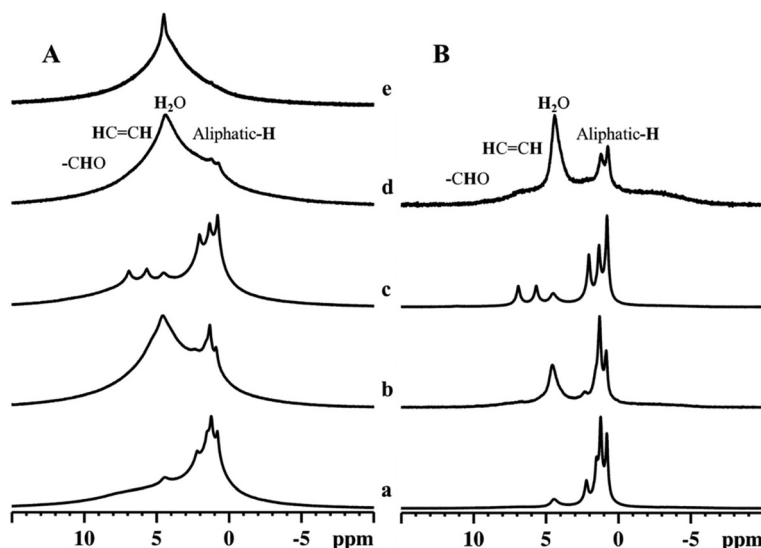 A
B
e
H₂O
HC=CH
Aliphatic-H
-CHO
d
H₂O
HC=CH
Aliphatic-H
-CHO
c
b
a
10 5 0 -5 ppm
10 5 0 -5 ppm